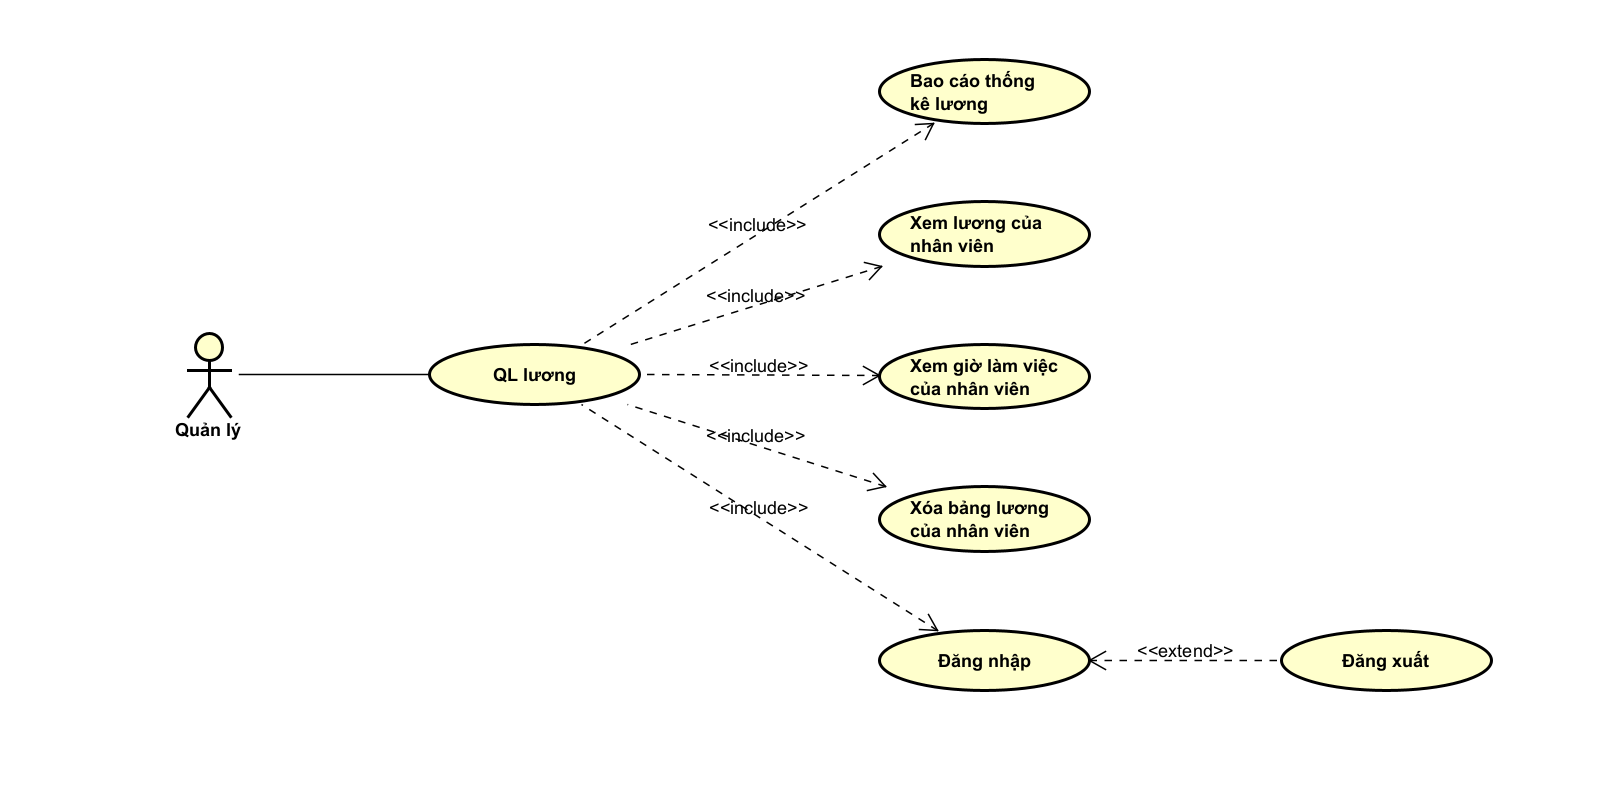 Bao cáo thống
kê lương
<<include>>
Xem lương của
nhân viên
<<include>>
QL lương
<<include>>
Xem giờ làm việc
của nhân viên
Quản lý
<<include>>
Xóa bảng lương
của nhân viên
<<include>>
Đăng nhập
<<extend>>
Đăng xuất